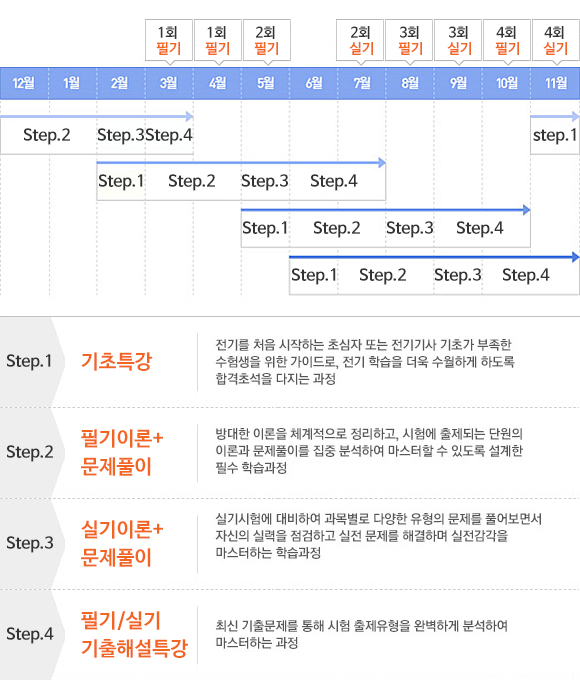 1회 1회 2회 2회 3회 3회 4회 4회
필기 필기 필기 실기 필기 실기 필기 실기
12월 1월 2월 3월 4월 5월 6월 7월 8월 9월 10월 11월
Step.2 Step.3 Step.4 step.1
Step.1 Step.2 Step.3 Step.4
Step.1 Step.2 Step.3 Step.4
Step.1 Step.2 Step.3 Step.4
Step.1
기초특강
전기를 처음 시작하는 초심자 또는 전기기사 기초가 부족한
수험생을 위한 가이드로, 전기 학습을 더욱 수월하게 하도록
합격초석을 다지는 과정
Step.2
필기이론+
문제풀이
방대한 이론을 체계적으로 정리하고, 시험에 출제되는 단원의
이론과 문제풀이를 집중 분석하여 마스터할 수 있도록 설계한
필수 학습과정
Step.3
실기이론+
문제풀이
실기시험에 대비하여 과목별로 다양한 유형의 문제를 풀어보면서
자신의 실력을 점검하고 실전 문제를 해결하며 실전감각을
마스터하는 학습과정
Step.4
필기/실기
기출해설특강
최신 기출문제를 통해 시험 출제유형을 완벽하게 분석하여
마스터하는 과정